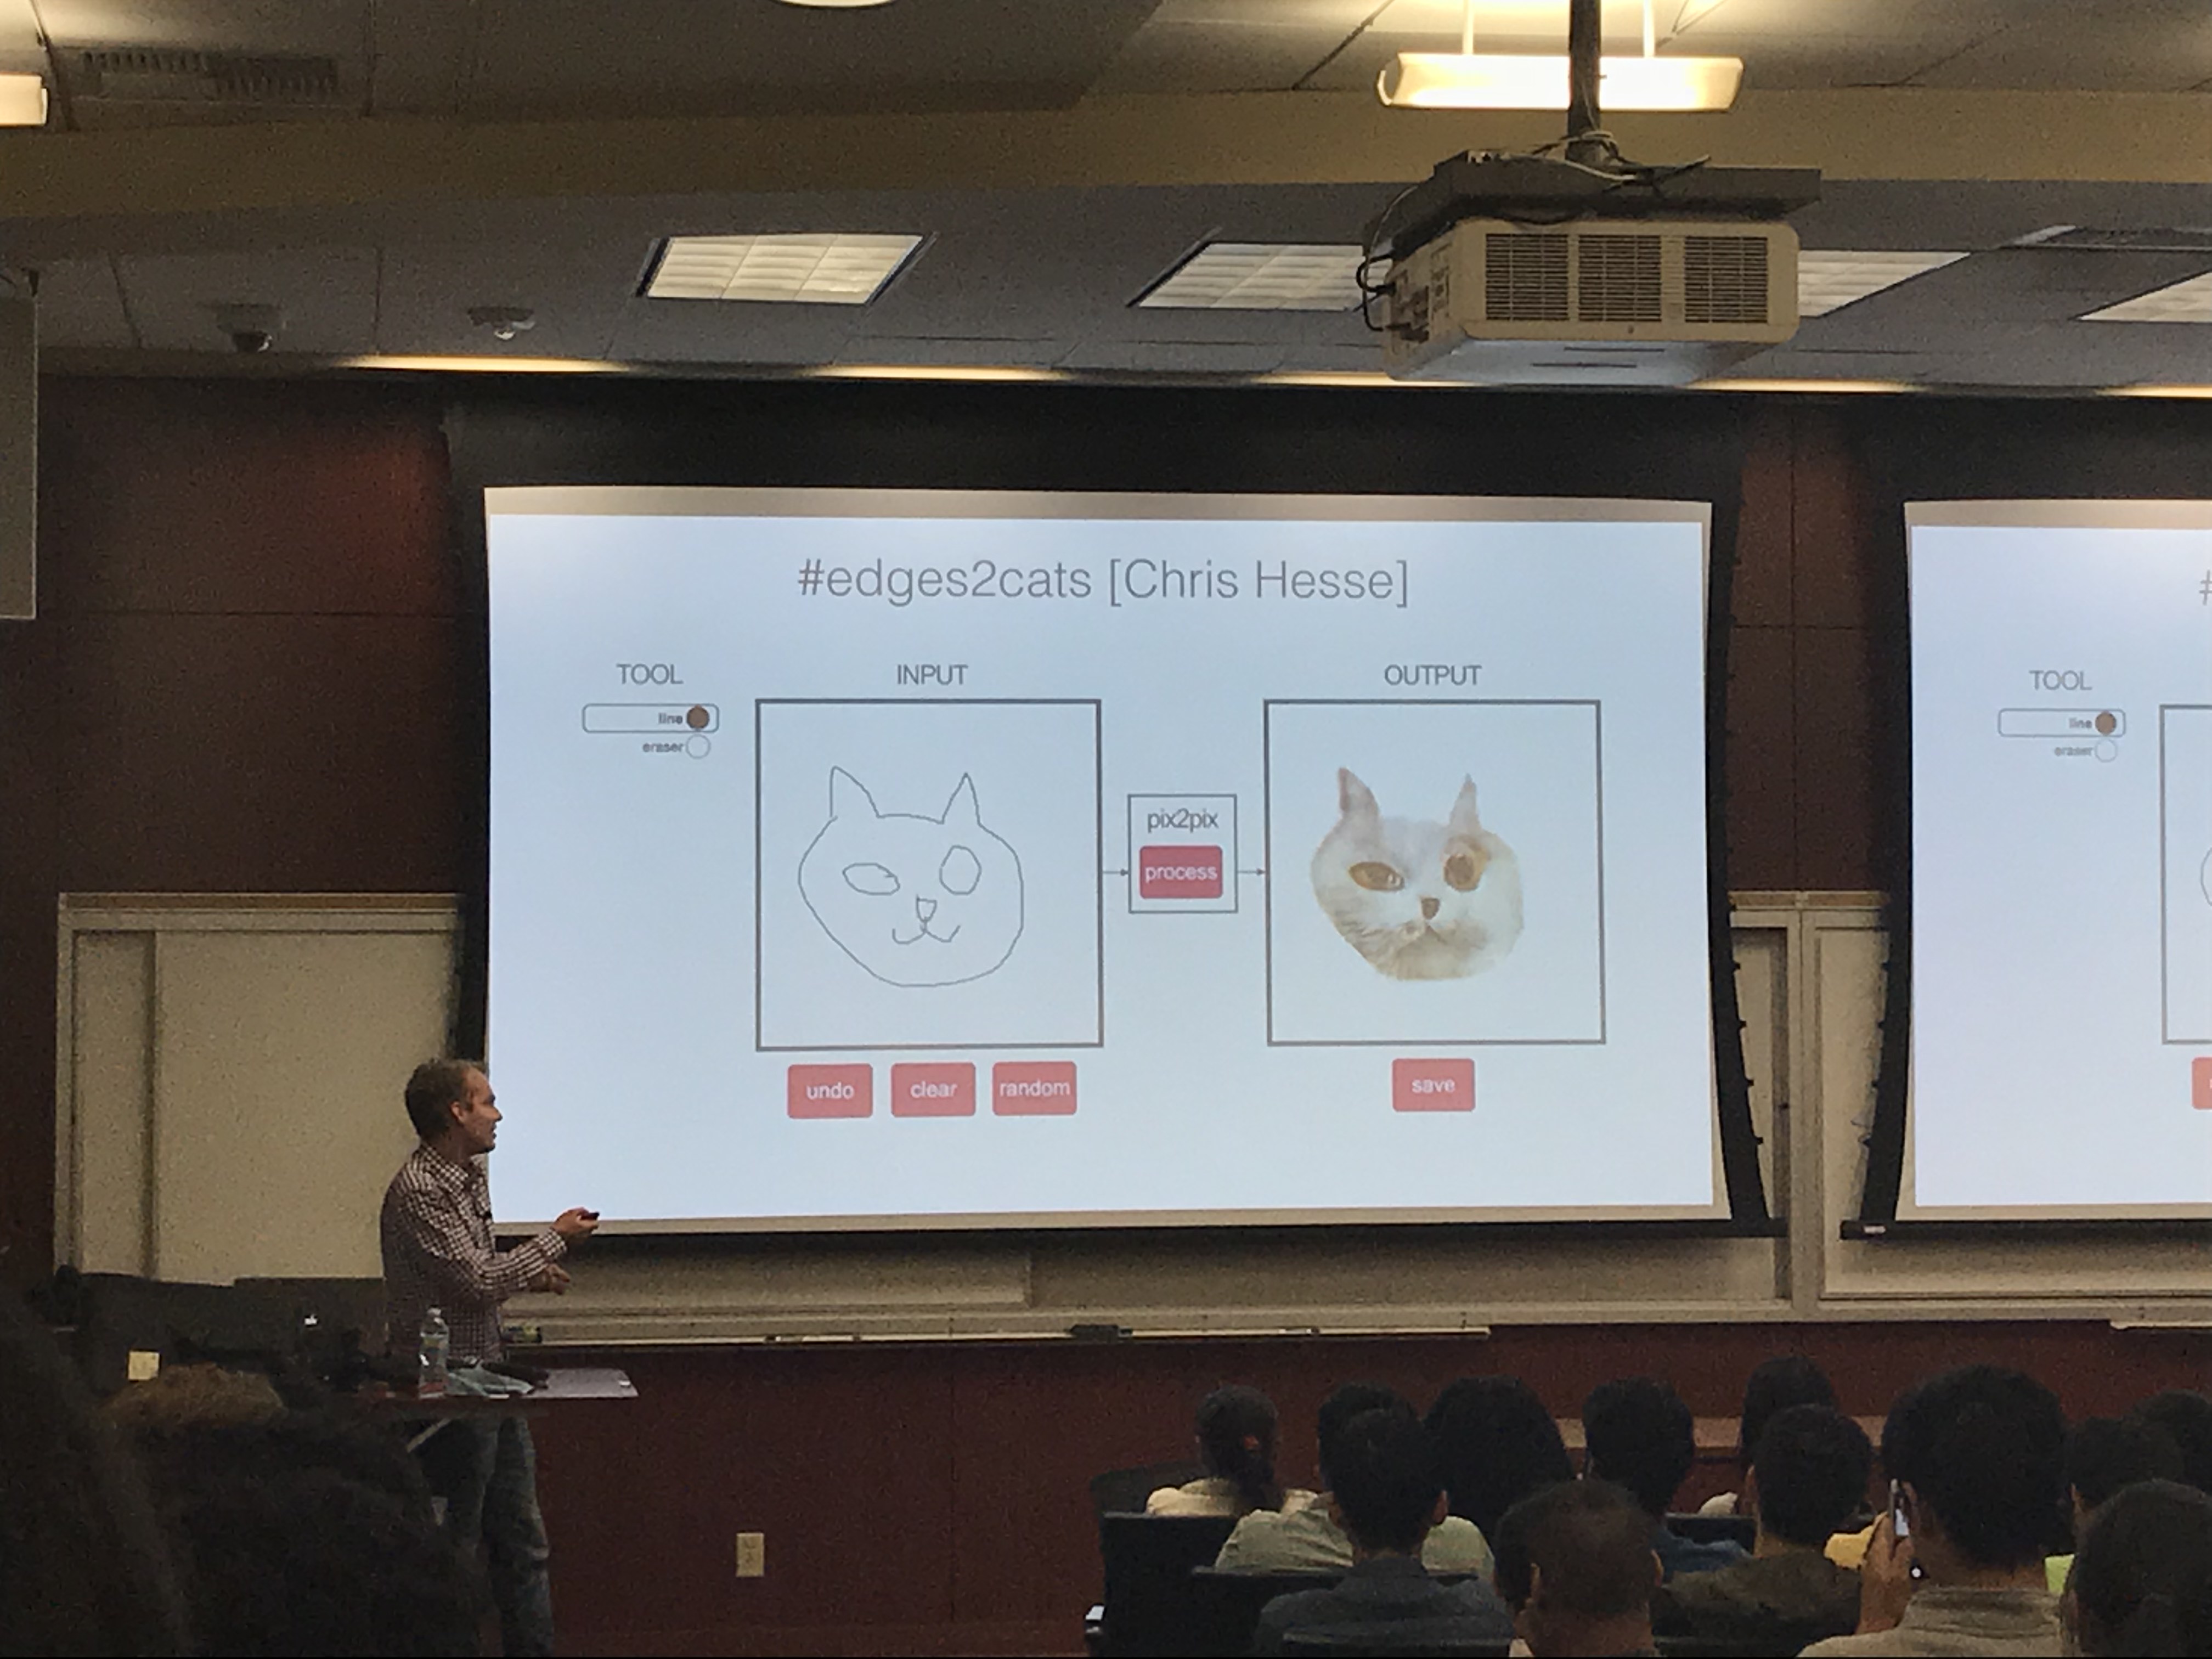 #edges2cats [Chris Hesse]
TOOL
INPUT
OUTPUT
line
eraser
pix2pix
process
undo
clear
random
save
#
TOOL
line
eraser